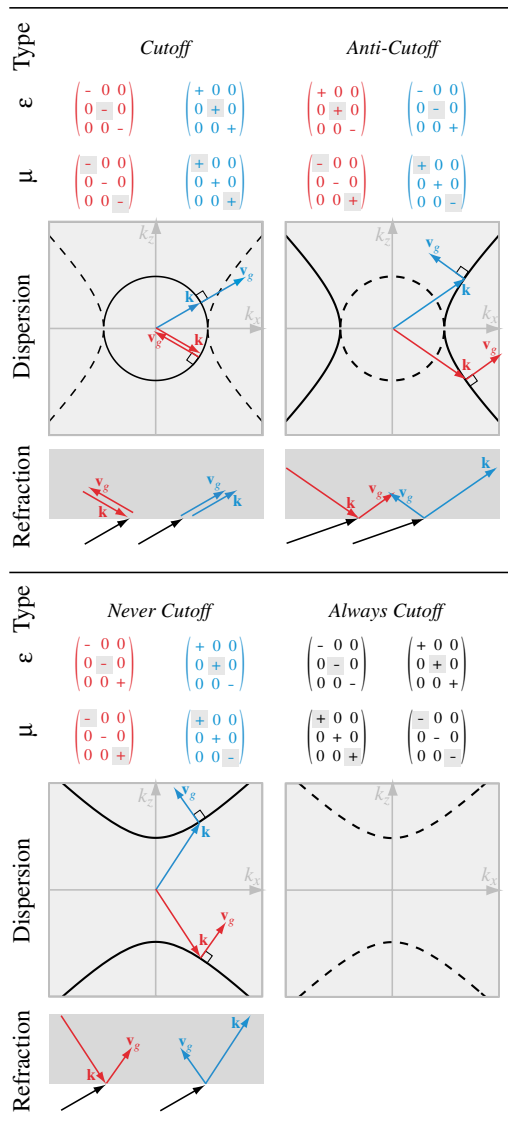 Type
Cutoff
Anti-Cutoff
ε
- 0 0
0 - 0
0 0 -
+ 0 0
0 + 0
0 0 +
+ 0 0
0 + 0
0 0 -
- 0 0
0 - 0
0 0 +
μ
- 0 0
0 - 0
0 0 -
+ 0 0
0 + 0
0 0 +
- 0 0
0 - 0
0 0 +
+ 0 0
0 + 0
0 0 -
Dispersion
kz
kx
k
vg
k
vg
kz
kx
vg
k
k
vg
Refraction
vg
k
vg
k
k
vg
vg
k
Type
Never Cutoff
Always Cutoff
ε
- 0 0
0 - 0
0 0 +
+ 0 0
0 + 0
0 0 -
- 0 0
0 - 0
0 0 -
+ 0 0
0 + 0
0 0 +
μ
- 0 0
0 - 0
0 0 +
+ 0 0
0 + 0
0 0 -
+ 0 0
0 + 0
0 0 +
- 0 0
0 - 0
0 0 -
Dispersion
kz
kx
vg
k
k
vg
kz
kx
Refraction
k
vg
vg
k